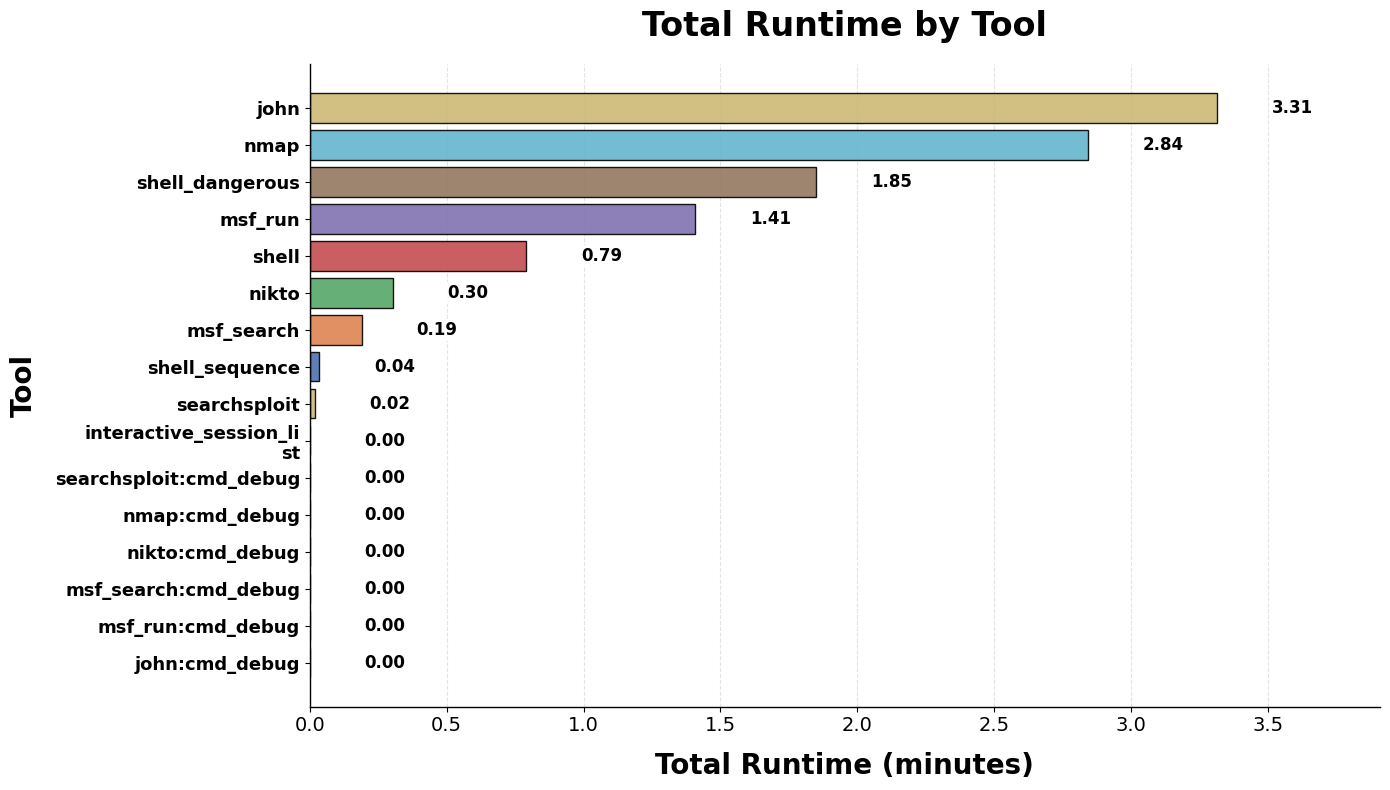 Total Runtime by Tool
Tool
john 3.31
nmap 2.84
shell_dangerous 1.85
msf_run 1.41
shell 0.79
nikto 0.30
msf_search 0.19
shell_sequence 0.04
searchsploit 0.02
interactive_session_li
st 0.00
searchsploit:cmd_debug 0.00
nmap:cmd_debug 0.00
nikto:cmd_debug 0.00
msf_search:cmd_debug 0.00
msf_run:cmd_debug 0.00
john:cmd_debug 0.00
0.0 0.5 1.0 1.5 2.0 2.5 3.0 3.5
Total Runtime (minutes)